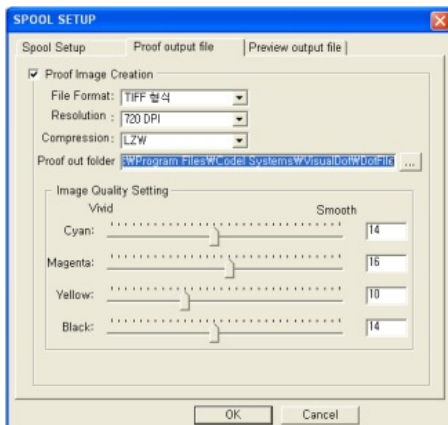 SPOOL SETUP
Spool Setup
Proof output file
Preview output file
Proof Image Creation
File Format: TIFF 형식
Resolution : 720 DPI
Compression: LZW
Proof out folder :₩Program Files₩Codel Systems₩VisualDot₩DotFile ...
Image Quality Setting
Vivid Smooth
Cyan: 14
Magenta: 16
Yellow: 10
Black: 14
OK Cancel